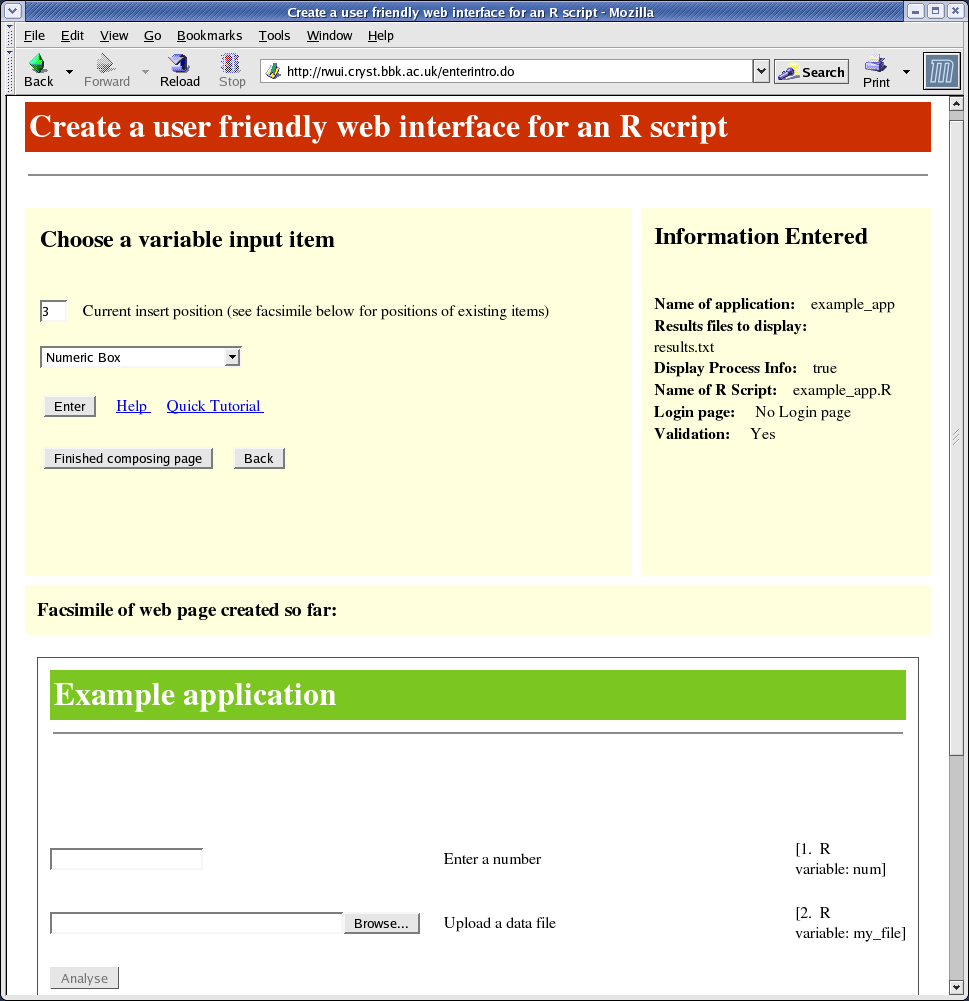 Create a user friendly web interface for an R script - Mozilla
File Edit View Go Bookmarks Tools Window Help
Back Forward Reload Stop http://rwui.cryst.bbk.ac.uk/enterintro.do Search Print
Create a user friendly web interface for an R script
Choose a variable input item
3 Current insert position (see facsimile below for positions of existing items)
Numeric Box
Enter Help Quick Tutorial
Finished composing page Back
Information Entered
Name of application: example_app
Results files to display:
results.txt
Display Process Info: true
Name of R Script: example_app.R
Login page: No Login page
Validation: Yes
Facsimile of web page created so far:
Example application
Enter a number [1. R
variable: num]
Browse... Upload a data file [2. R
variable: my_file]
Analyse